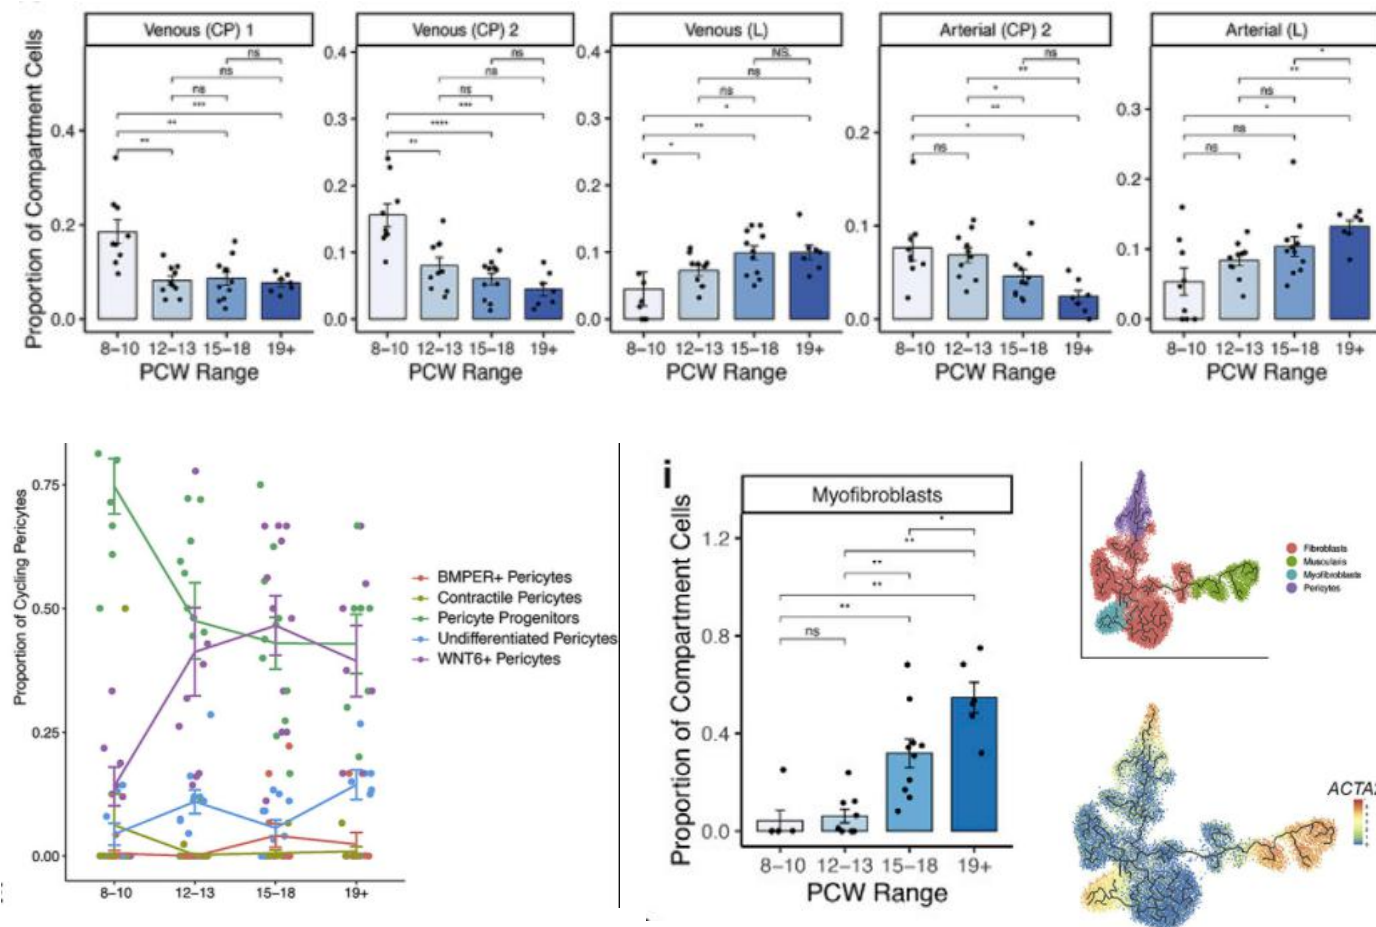 Venous (CP) 1
Venous (CP) 2
Venous (L)
Arterial (CP) 2
Arterial (L)
Proportion of Compartment Cells
0.4
0.2
0.0
ns
ns
ns
***
**
**
8–10 12–13 15–18 19+
PCW Range
0.4
0.3
0.2
0.1
0.0
ns
ns
ns
***
****
**
8–10 12–13 15–18 19+
PCW Range
0.4
0.3
0.2
0.1
0.0
NS.
ns
ns
*
**
*
8–10 12–13 15–18 19+
PCW Range
0.2
0.1
0.0
ns
**
*
**
*
ns
8–10 12–13 15–18 19+
PCW Range
0.3
0.2
0.1
0.0
*
**
ns
*
ns
ns
8–10 12–13 15–18 19+
PCW Range
Proportion of Cycling Pericytes
0.75
0.50
0.25
0.00
8–10 12–13 15–18 19+
BMPER+ Pericytes
Contractile Pericytes
Pericyte Progenitors
Undifferentiated Pericytes
WNT6+ Pericytes
i
Myofibroblasts
Proportion of Compartment Cells
1.2
0.8
0.4
0.0
*
**
**
**
**
ns
8–10 12–13 15–18 19+
PCW Range
Fibroblasts
Muscularis
Myofibroblasts
Pericytes